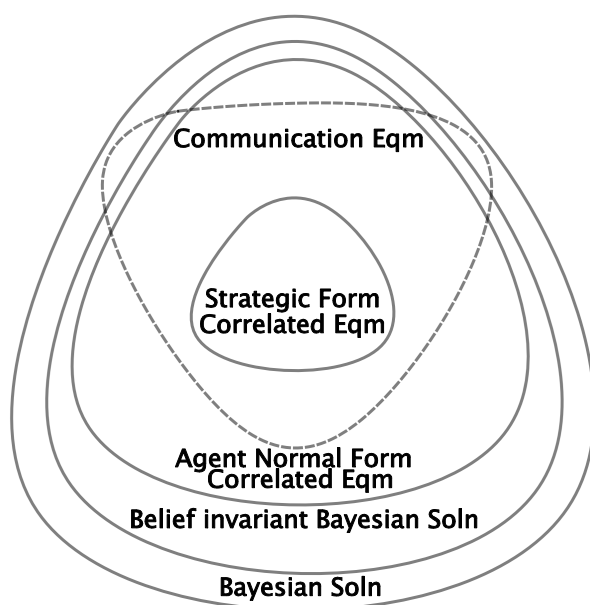 Communication Eqm
Strategic Form
Correlated Eqm
Agent Normal Form
Correlated Eqm
Belief invariant Bayesian Soln
Bayesian Soln